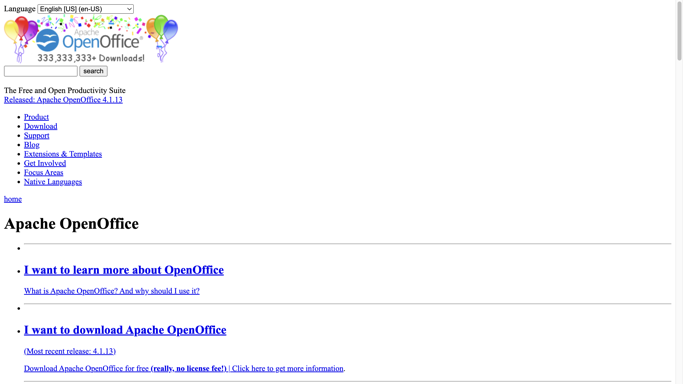 Language English [US] (en-US)
Apache
OpenOffice
333,333,333+ Downloads!
search
The Free and Open Productivity Suite
Released: Apache OpenOffice 4.1.13
Product
Download
Support
Blog
Extensions & Templates
Get Involved
Focus Areas
Native Languages
home
Apache OpenOffice
I want to learn more about OpenOffice
What is Apache OpenOffice? And why should I use it?
I want to download Apache OpenOffice
(Most recent release: 4.1.13)
Download Apache OpenOffice for free (really, no license fee!) | Click here to get more information.